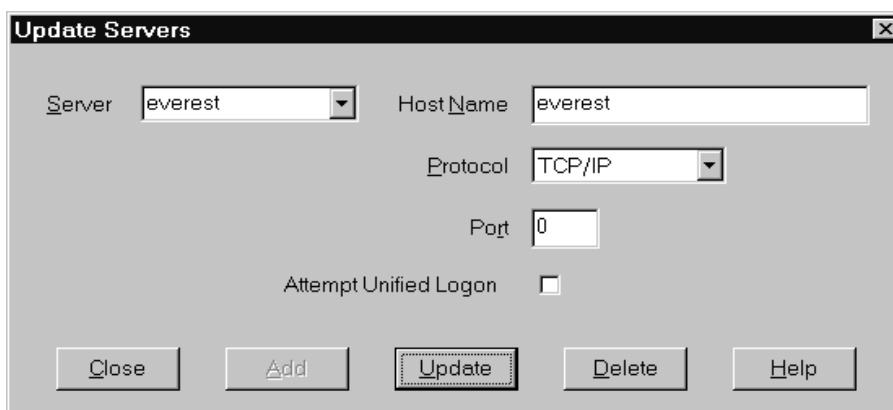 Update Servers
Server everest Host Name everest
Protocol TCP/IP
Port 0
Attempt Unified Logon
Close Add Update Delete Help